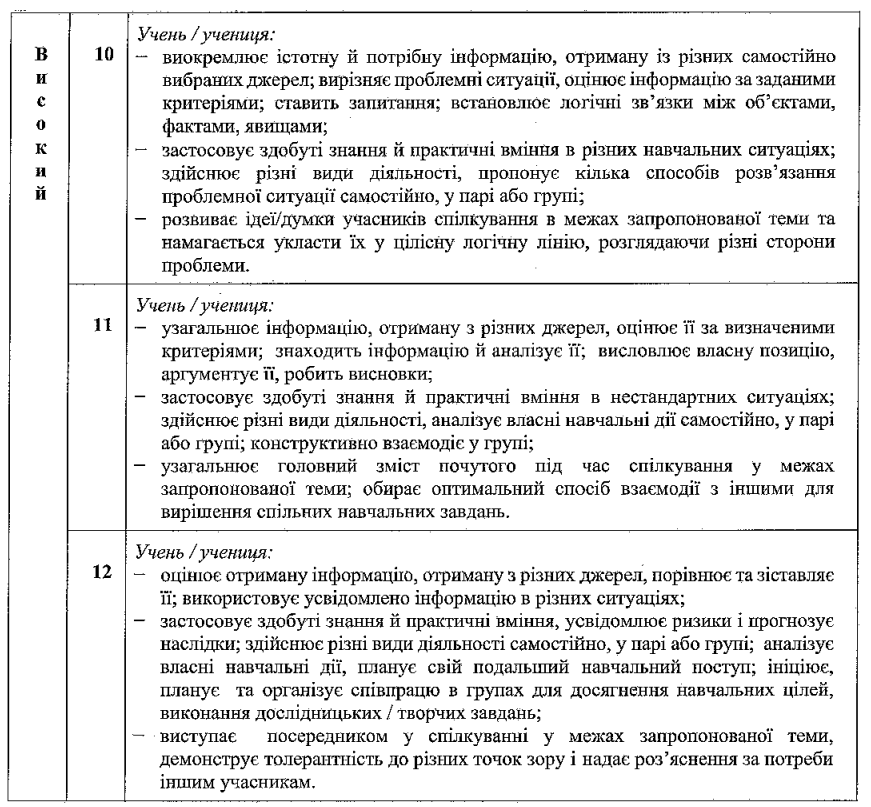 Високий
10
Учень / учениця:
– виокремлює істотну й потрібну інформацію, отриману із різних самостійно
вибраних джерел; вирізняє проблемні ситуації, оцінює інформацію за заданими
критеріями; ставить запитання; встановлює логічні зв’язки між об’єктами,
фактами, явищами;
– застосовує здобуті знання й практичні вміння в різних навчальних ситуаціях;
здійснює різні види діяльності, пропонує кілька способів розв’язання
проблемної ситуації самостійно, у парі або групі;
– розвиває ідеї/думки учасників спілкування в межах запропонованої теми та
намагається укласти їх у цілісну логічну лінію, розглядаючи різні сторони
проблеми.
11
Учень / учениця:
– узагальнює інформацію, отриману з різних джерел, оцінює її за визначеними
критеріями; знаходить інформацію й аналізує її; висловлює власну позицію,
аргументує її, робить висновки;
– застосовує здобуті знання й практичні вміння в нестандартних ситуаціях;
здійснює різні види діяльності, аналізує власні навчальні дії самостійно, у парі
або групі; конструктивно взаємодіє у групі;
– узагальнює головний зміст почутого під час спілкування у межах
запропонованої теми; обирає оптимальний спосіб взаємодії з іншими для
вирішення спільних навчальних завдань.
12
Учень / учениця:
– оцінює отриману інформацію, отриману з різних джерел, порівнює та зіставляє
її; використовує усвідомлено інформацію в різних ситуаціях;
– застосовує здобуті знання й практичні вміння, усвідомлює ризики і прогнозує
наслідки; здійснює різні види діяльності самостійно, у парі або групі; аналізує
власні навчальні дії, планує свій подальший навчальний поступ; ініціює,
планує та організує співпрацю в групах для досягнення навчальних цілей,
виконання дослідницьких / творчих завдань;
– виступає посередником у спілкуванні у межах запропонованої теми,
демонструє толерантність до різних точок зору і надає роз’яснення за потреби
іншим учасникам.